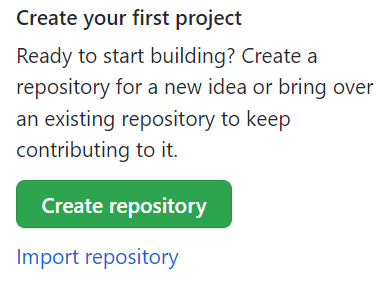 Create your first project
Ready to start building? Create a
repository for a new idea or bring over
an existing repository to keep
contributing to it.
Create repository
Import repository